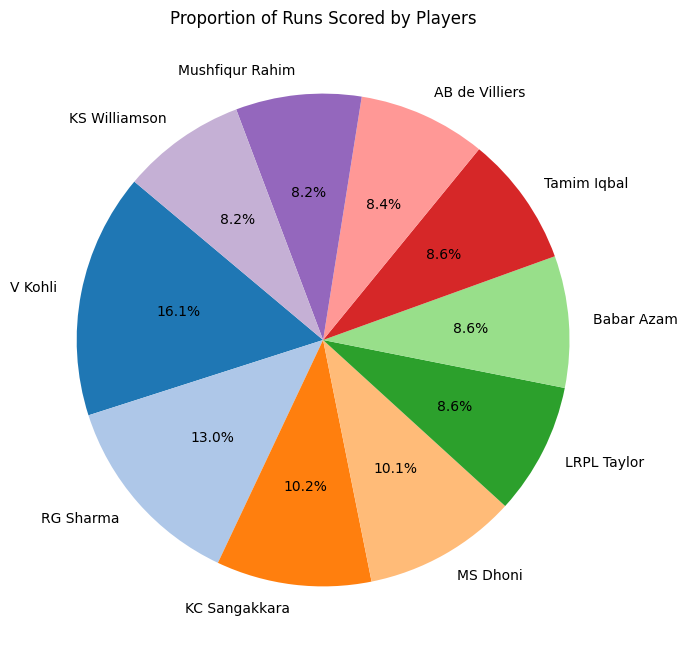 Proportion of Runs Scored by Players
Mushfiqur Rahim
AB de Villiers
KS Williamson
Tamim Iqbal
8.2%
8.4%
8.2%
8.6%
V Kohli
16.1%
8.6%
Babar Azam
8.6%
13.0%
10.1%
LRPL Taylor
10.2%
RG Sharma
MS Dhoni
KC Sangakkara